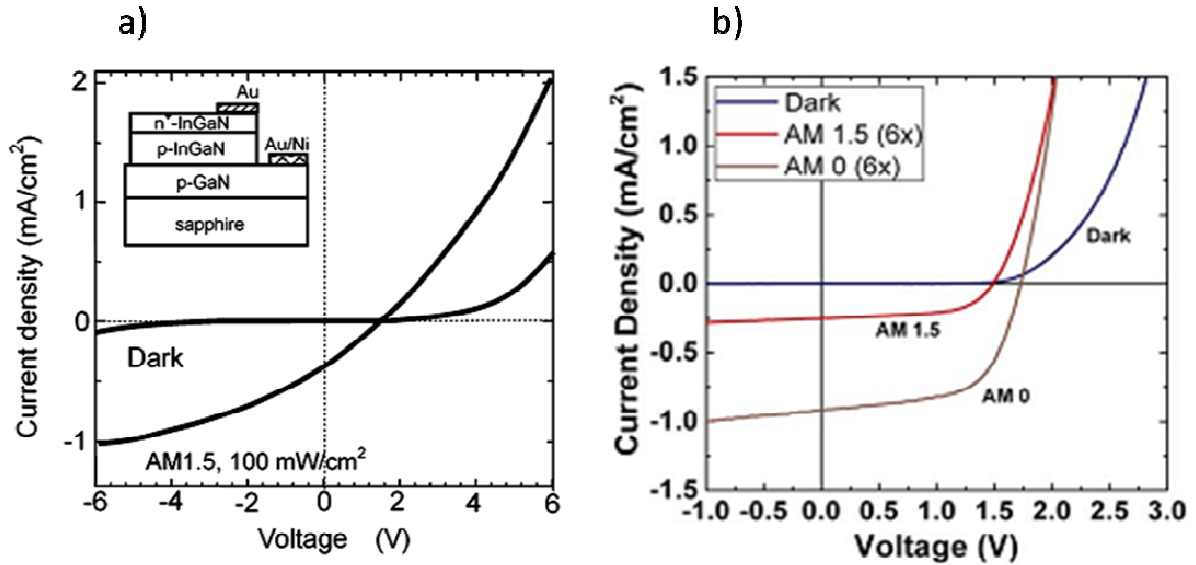 a)
2
1
0
-1
Current density (mA/cm²)
Au
n⁺-InGaN
p-InGaN
Au/Ni
p-GaN
sapphire
Dark
AM1.5, 100 mW/cm²
-6 -4 -2 0 2 4 6
Voltage (V)
b)
1.5
1.0
0.5
0.0
-0.5
-1.0
-1.5
Current Density (mA/cm²)
Dark
AM 1.5 (6x)
AM 0 (6x)
Dark
AM 1.5
AM 0
-1.0 -0.5 0.0 0.5 1.0 1.5 2.0 2.5 3.0
Voltage (V)